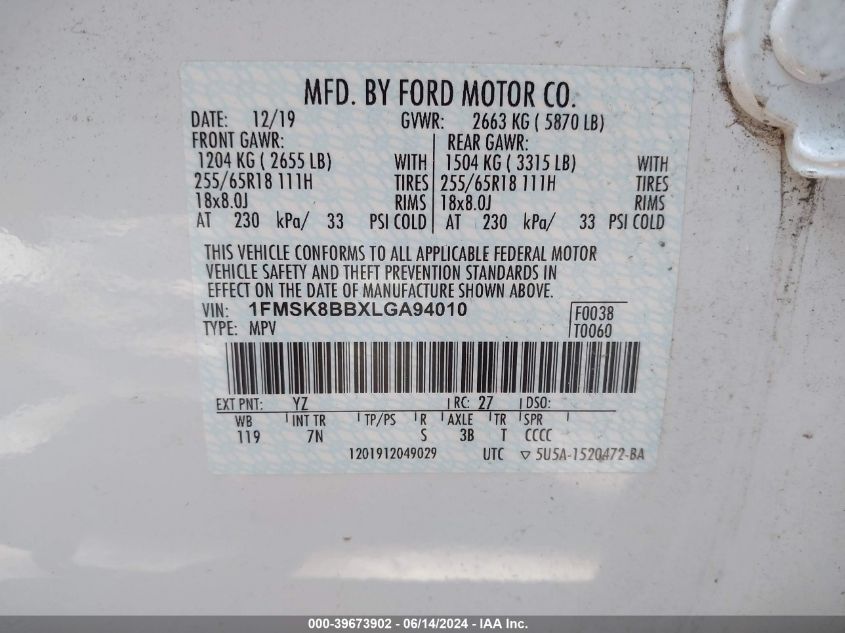 MFD. BY FORD MOTOR CO.
DATE: 12/19 GVWR: 2663 KG ( 5870 LB)
FRONT GAWR: REAR GAWR:
1204 KG ( 2655 LB) WITH 1504 KG ( 3315 LB) WITH
255/65R18 111H TIRES 255/65R18 111H TIRES
18x8.0J RIMS 18x8.0J RIMS
AT 230 kPa/ 33 PSI COLD AT 230 kPa/ 33 PSI COLD
THIS VEHICLE CONFORMS TO ALL APPLICABLE FEDERAL MOTOR
VEHICLE SAFETY AND THEFT PREVENTION STANDARDS IN
EFFECT ON THE DATE OF MANUFACTURE SHOWN ABOVE.
VIN: 1FMSK8BBXLGA94010 F0038
TYPE: MPV T0060
EXT PNT: YZ RC: 27 DSO:
WB INT TR TP/PS R AXLE TR SPR
119 7N S 3B T CCCC
1201912049029 UTC ▽ 5U5A-1520472-BA
000-39673902 - 06/14/2024 - IAA Inc.